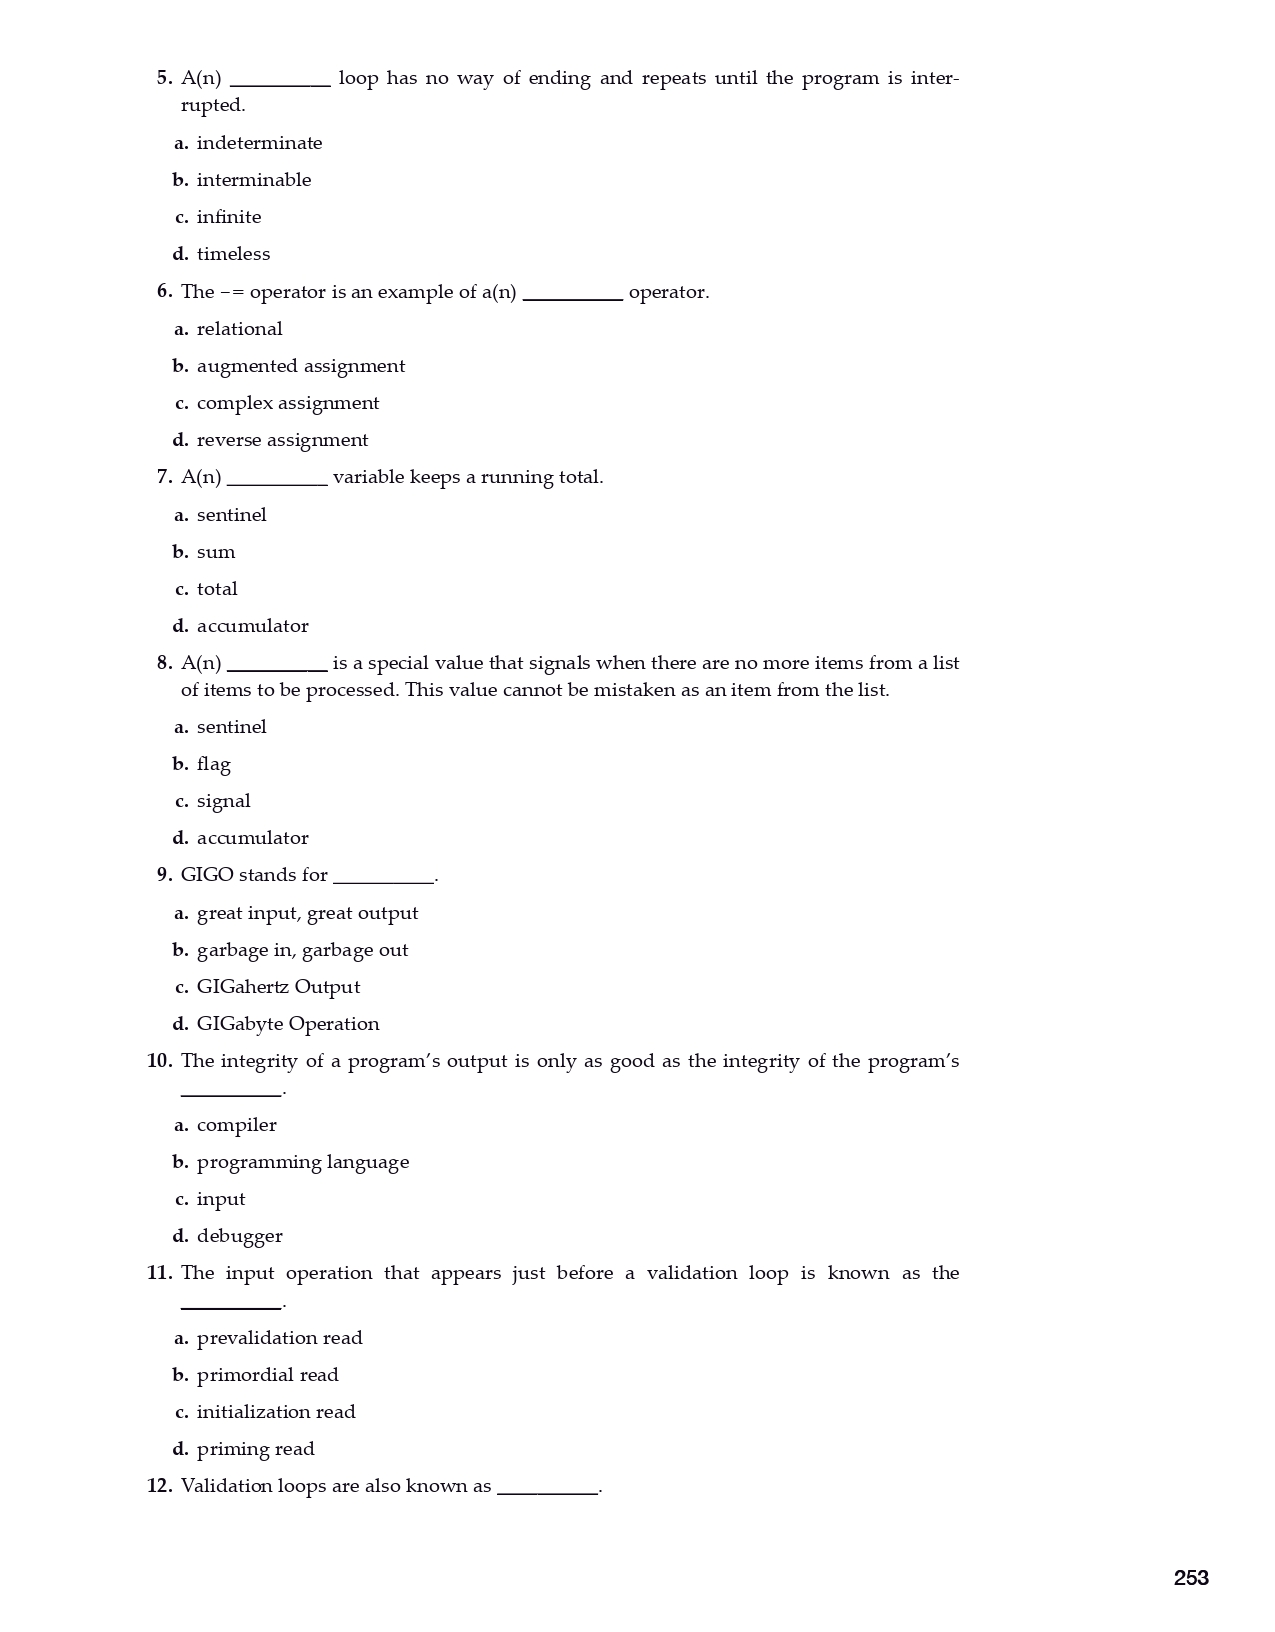 5. A(n) __________ loop has no way of ending and repeats until the program is inter-
rupted.
a. indeterminate
b. interminable
c. infinite
d. timeless
6. The −= operator is an example of a(n) __________ operator.
a. relational
b. augmented assignment
c. complex assignment
d. reverse assignment
7. A(n) __________ variable keeps a running total.
a. sentinel
b. sum
c. total
d. accumulator
8. A(n) __________ is a special value that signals when there are no more items from a list
of items to be processed. This value cannot be mistaken as an item from the list.
a. sentinel
b. flag
c. signal
d. accumulator
9. GIGO stands for __________.
a. great input, great output
b. garbage in, garbage out
c. GIGahertz Output
d. GIGabyte Operation
10. The integrity of a program’s output is only as good as the integrity of the program’s
__________.
a. compiler
b. programming language
c. input
d. debugger
11. The input operation that appears just before a validation loop is known as the
__________.
a. prevalidation read
b. primordial read
c. initialization read
d. priming read
12. Validation loops are also known as __________.
253